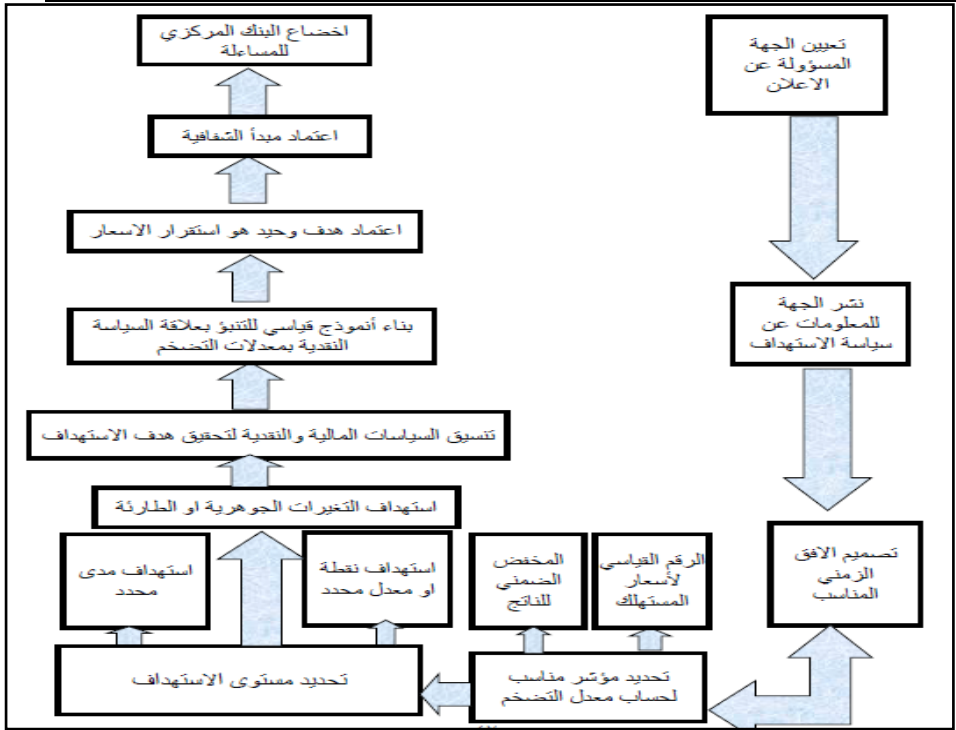 تعيين الجهة
المسؤولة عن
الاعلان
نشر الجهة
للمعلومات عن
سياسة الاستهداف
تصميم الافق
الزمني
المناسب
تحديد مؤشر مناسب
لحساب معدل التضخم
الرقم القياسي
لأسعار
المستهلك
المخفض
الضمني
للناتج
تحديد مستوى الاستهداف
استهداف نقطة
او معدل محدد
استهداف مدى
محدد
استهداف التغيرات الجوهرية او الطارئة
تنسيق السياسات المالية والنقدية لتحقيق هدف الاستهداف
بناء أنموذج قياسي للتنبؤ بعلاقة السياسة
النقدية بمعدلات التضخم
اعتماد هدف وحيد هو استقرار الاسعار
اعتماد مبدأ الشفافية
اخضاع البنك المركزي
للمساءلة